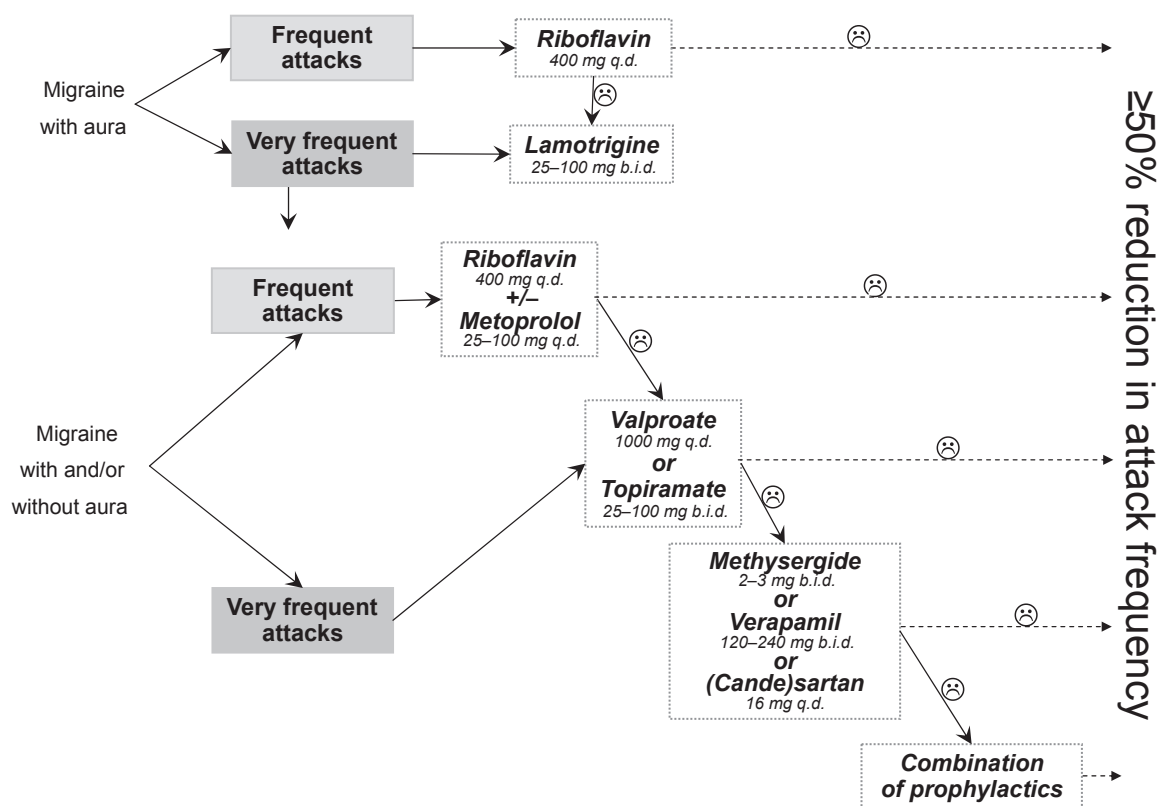 Migraine
with aura
Frequent
attacks
Riboflavin
400 mg q.d.
Very frequent
attacks
Lamotrigine
25–100 mg b.i.d.
Migraine
with and/or
without aura
Frequent
attacks
Riboflavin
400 mg q.d.
+/–
Metoprolol
25–100 mg q.d.
Valproate
1000 mg q.d.
or
Topiramate
25–100 mg b.i.d.
Very frequent
attacks
Methysergide
2–3 mg b.i.d.
or
Verapamil
120–240 mg b.i.d.
or
(Cande)sartan
16 mg q.d.
Combination
of prophylactics
≥50% reduction in attack frequency